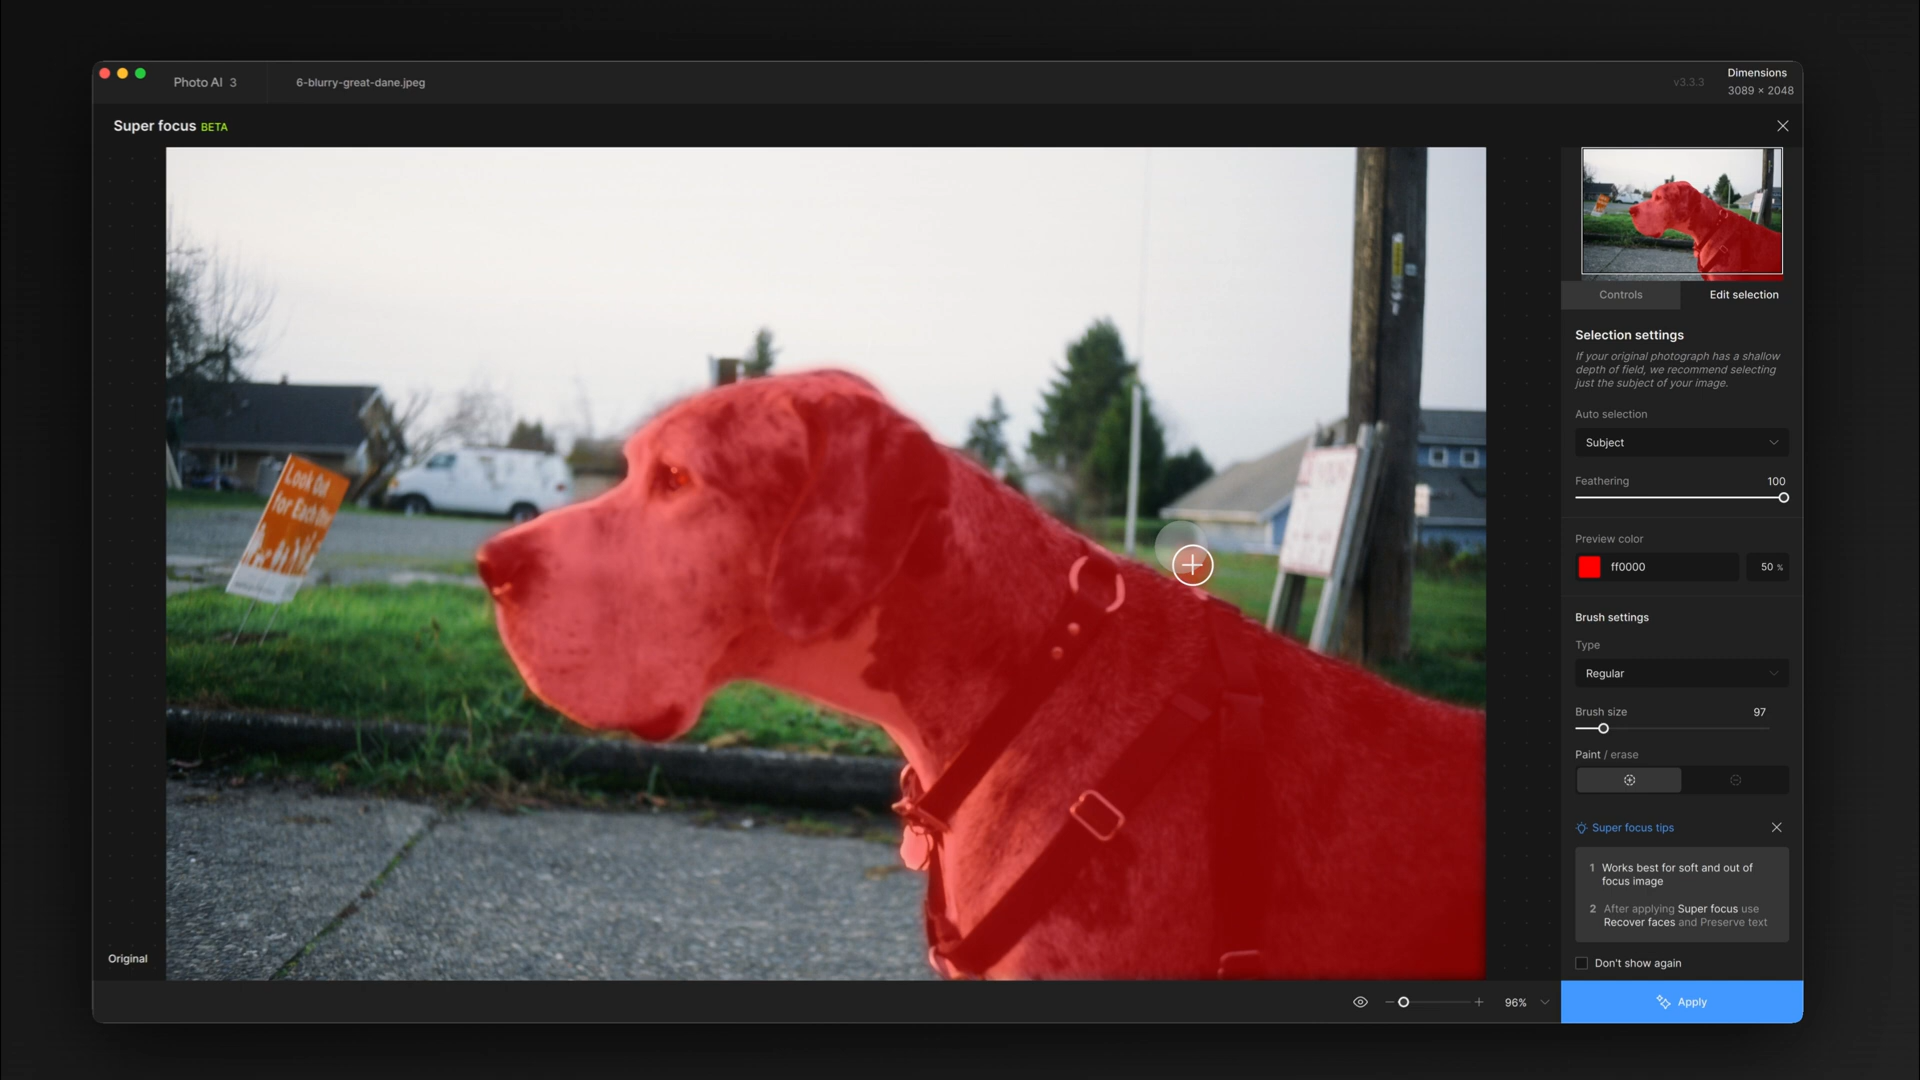 Photo AI 3
6-blurry-great-dane.jpeg
v3.3.3
Dimensions
3089 × 2048
Super focus BETA
Look Out
for Each
Original
Controls
Edit selection
Selection settings
If your original photograph has a shallow
depth of field, we recommend selecting
just the subject of your image.
Auto selection
Subject
Feathering
100
Preview color
ff0000
50 %
Brush settings
Type
Regular
Brush size
97
Paint / erase
Super focus tips
1 Works best for soft and out of
focus image
2 After applying Super focus use
Recover faces and Preserve text
Don't show again
96%
Apply